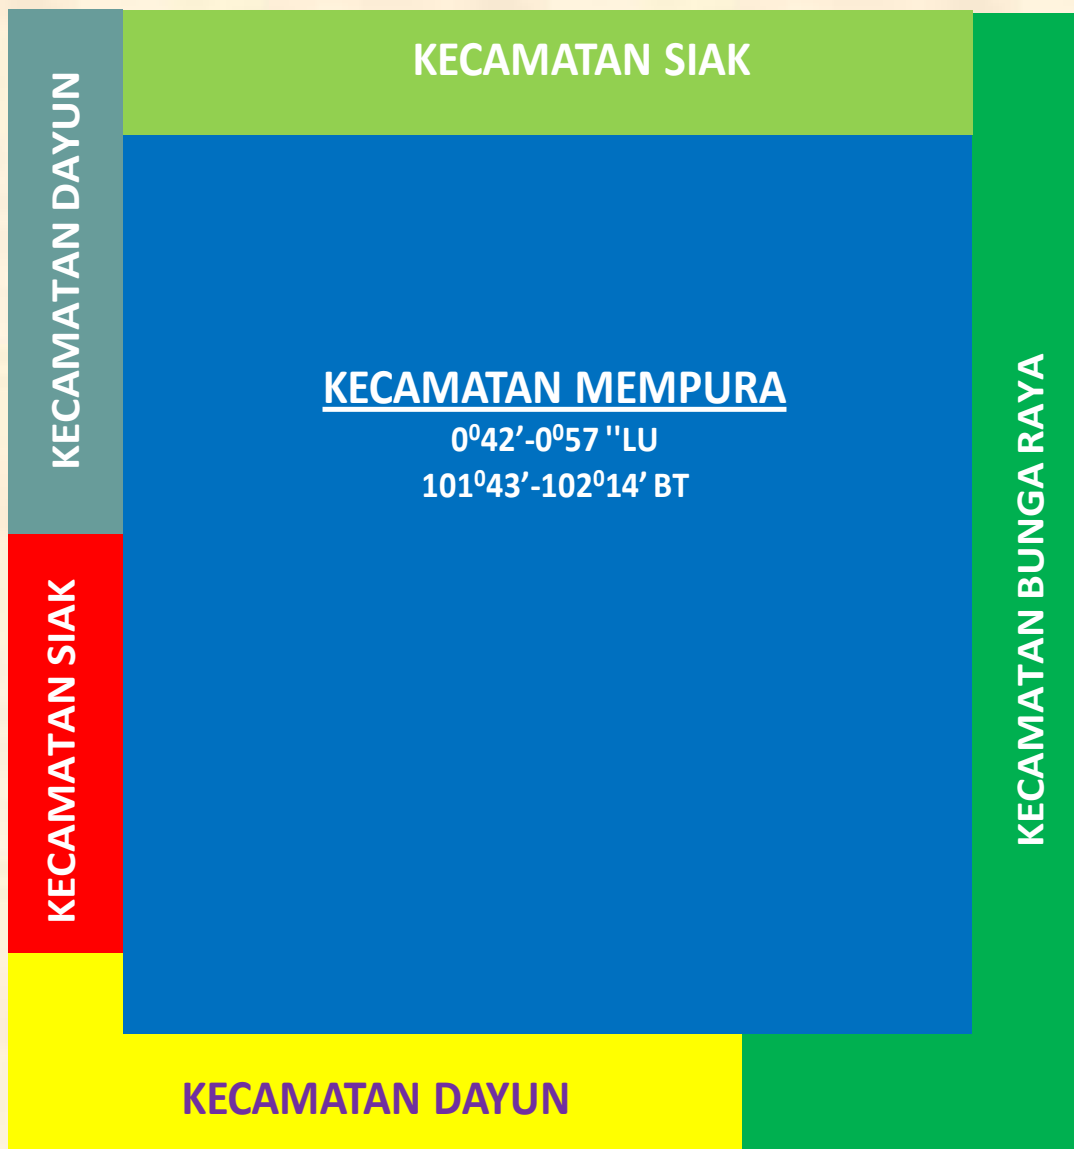 KECAMATAN SIAK
KECAMATAN DAYUN
KECAMATAN MEMPURA
0⁰42’-0⁰57 ''LU
101⁰43’-102⁰14’ BT
KECAMATAN BUNGA RAYA
KECAMATAN SIAK
KECAMATAN DAYUN